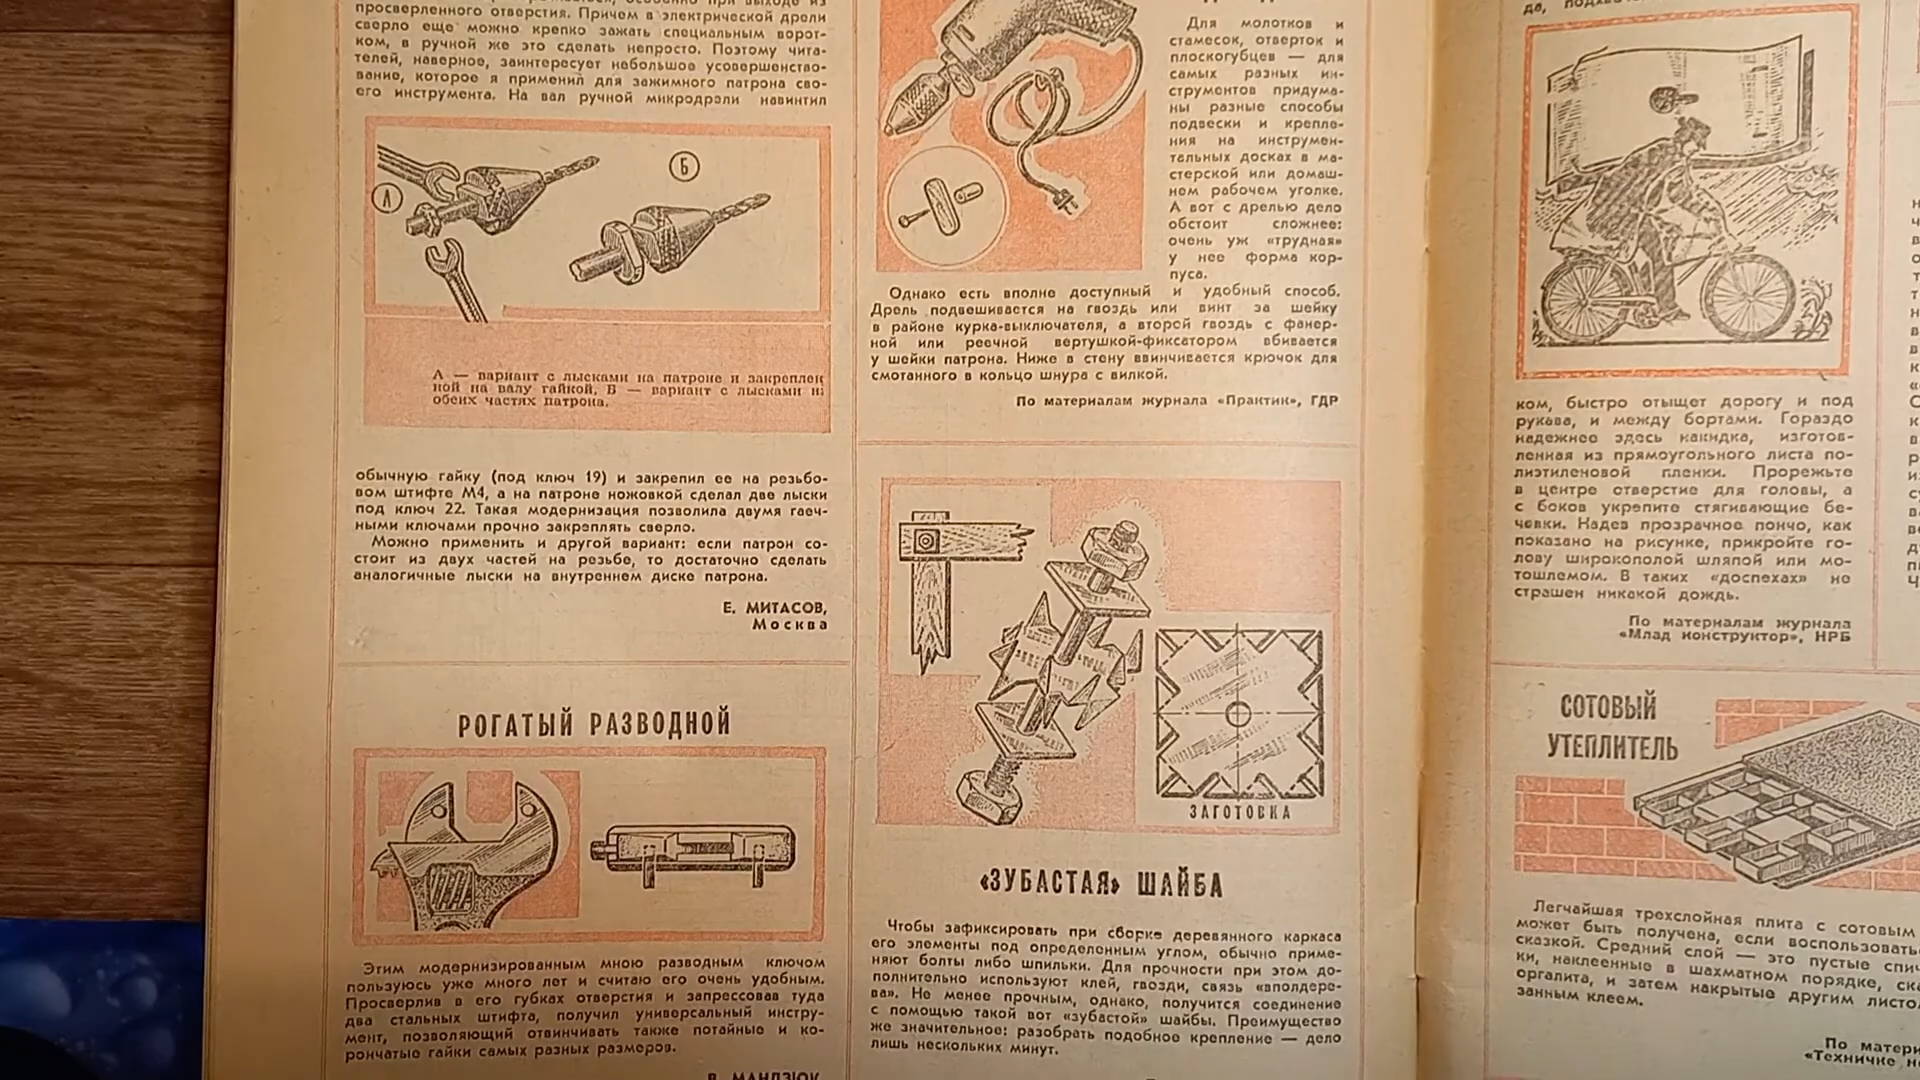 просверленного отверстия. Причем в электрической дрели
сверло еще можно крепко зажать специальным ворот-
ком, в ручной же это сделать непросто. Поэтому чита-
телей, наверное, заинтересует небольшое усовершенство-
вание, которое я применил для зажимного патрона сво-
его инструмента. На вал ручной микродрели навинтил
А
Б
А — вариант с лысками на патроне и закреплен
ной на валу гайкой, Б — вариант с лысками н
обеих частях патрона.
обычную гайку (под ключ 19) и закрепил ее на резьбо-
вом штифте М4, а на патроне ножовкой сделал две лыски
под ключ 22. Такая модернизация позволила двумя гаеч-
ными ключами прочно закреплять сверло.
Можно применить и другой вариант: если патрон со-
стоит из двух частей на резьбе, то достаточно сделать
аналогичные лыски на внутреннем диске патрона.
Е. МИТАСОВ,
Москва
РОГАТЫЙ РАЗВОДНОЙ
Этим модернизированным мною разводным ключом
пользуюсь уже много лет и считаю его очень удобным.
Просверлив в его губках отверстия и запрессовав туда
два стальных штифта, получил универсальный инстру-
мент, позволяющий отвинчивать также потайные и ко-
рончатые гайки самых разных размеров.
В. МАНДЗЮК,
Для молотков и
стамесок, отверток и
плоскогубцев — для
самых разных ин-
струментов придума-
ны разные способы
подвески и крепле-
ния на инструмен-
тальных досках в ма-
стерской или домаш-
нем рабочем уголке.
А вот с дрелью дело
обстоит сложнее:
очень уж «трудная»
у нее форма кор-
пуса.
Однако есть вполне доступный и удобный способ.
Дрель подвешивается на гвоздь или винт за шейку
в районе курка-выключателя, а второй гвоздь с фанер-
ной или реечной вертушкой-фиксатором вбивается
у шейки патрона. Ниже в стену ввинчивается крючок для
смотанного в кольцо шнура с вилкой.
По материалам журнала «Практик», ГДР
ЗАГОТОВКА
«ЗУБАСТАЯ» ШАЙБА
Чтобы зафиксировать при сборке деревянного каркаса
его элементы под определенным углом, обычно приме-
няют болты либо шпильки. Для прочности при этом до-
полнительно используют клей, гвозди, связь «вполдере-
ва». Не менее прочным, однако, получится соединение
с помощью такой вот «зубастой» шайбы. Преимущество
же значительное: разобрать подобное крепление — дело
лишь нескольких минут.
ком, быстро отыщет дорогу и под
рукава, и между бортами. Гораздо
надежнее здесь накидка, изготов-
ленная из прямоугольного листа по-
лиэтиленовой пленки. Прорежьте
в центре отверстие для головы, а
с боков укрепите стягивающие бе-
чевки. Надев прозрачное пончо, как
показано на рисунке, прикройте го-
лову широкополой шляпой или мо-
тошлемом. В таких «доспехах» не
страшен никакой дождь.
По материалам журнала
«Млад конструктор», НРБ
СОТОВЫЙ
УТЕПЛИТЕЛЬ
Легчайшая трехслойная плита с сотовым
может быть получена, если воспользовать
сказкой. Средний слой — это пустые спич
ки, наклеенные в шахматном порядке, ска
оргалита, и затем накрытые другим листо
занным клеем.
По матери
«Техничке но